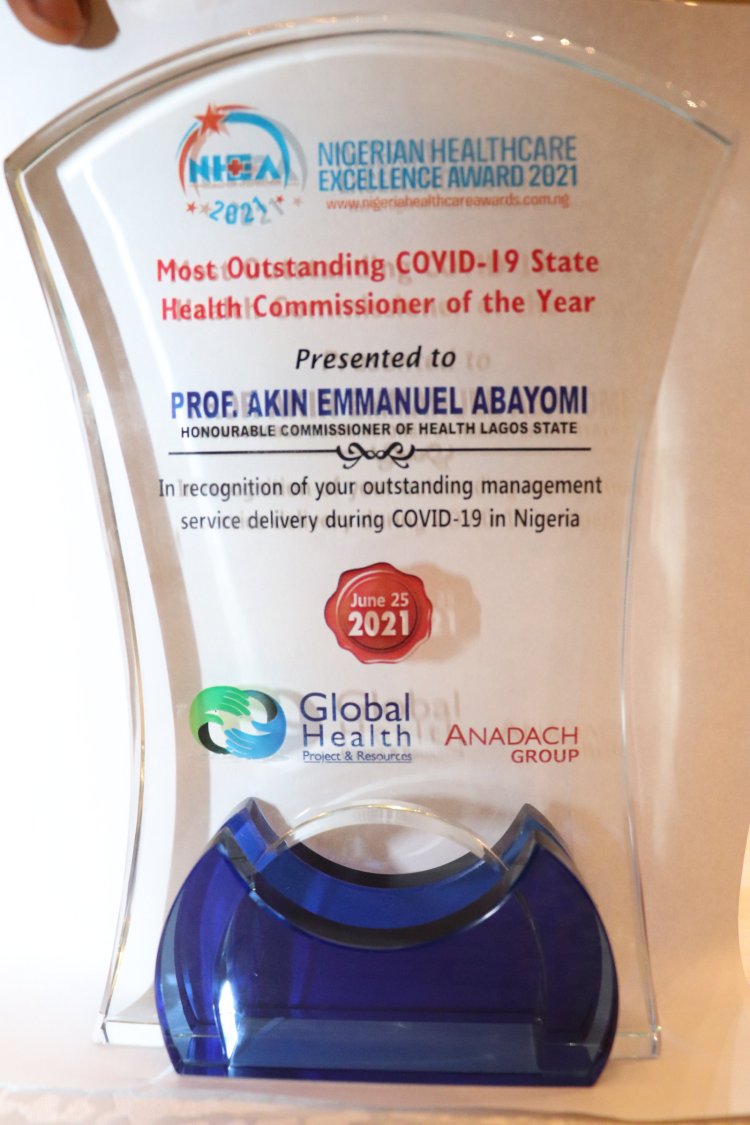 NHEA
2021
NIGERIAN HEALTHCARE
EXCELLENCE AWARD 2021
www.nigeriahealthcareawards.com.ng
Most Outstanding COVID-19 State
Health Commissioner of the Year
Presented to
PROF. AKIN EMMANUEL ABAYOMI
HONOURABLE COMMISSIONER OF HEALTH LAGOS STATE
In recognition of your outstanding management
service delivery during COVID-19 in Nigeria
June 25
2021
Global
Health
Project & Resources
ANADACH
GROUP